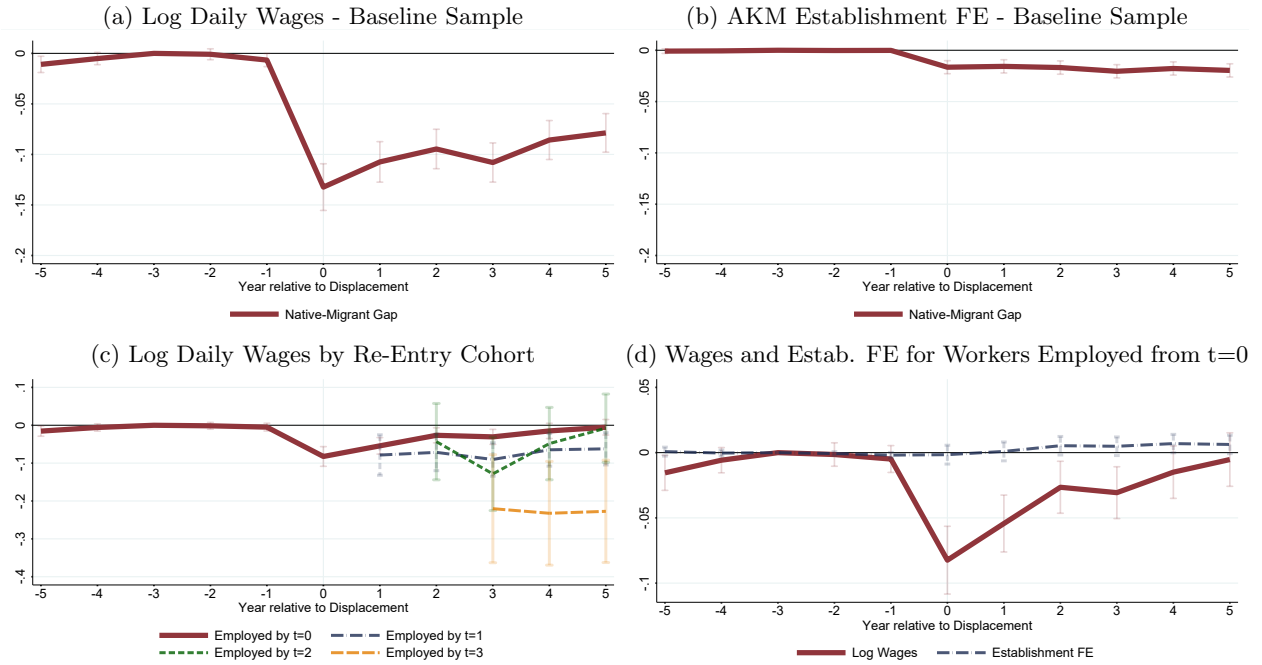 (a) Log Daily Wages - Baseline Sample
0
-.05
-.1
-.15
-.2
-5 -4 -3 -2 -1 0 1 2 3 4 5
Year relative to Displacement
Native-Migrant Gap
(b) AKM Establishment FE - Baseline Sample
0
-.05
-.1
-.15
-.2
-5 -4 -3 -2 -1 0 1 2 3 4 5
Year relative to Displacement
Native-Migrant Gap
(c) Log Daily Wages by Re-Entry Cohort
.1
0
-.1
-.2
-.3
-.4
-5 -4 -3 -2 -1 0 1 2 3 4 5
Year relative to Displacement
Employed by t=0 Employed by t=1
Employed by t=2 Employed by t=3
(d) Wages and Estab. FE for Workers Employed from t=0
.05
0
-.05
-.1
-5 -4 -3 -2 -1 0 1 2 3 4 5
Year relative to Displacement
Log Wages Establishment FE